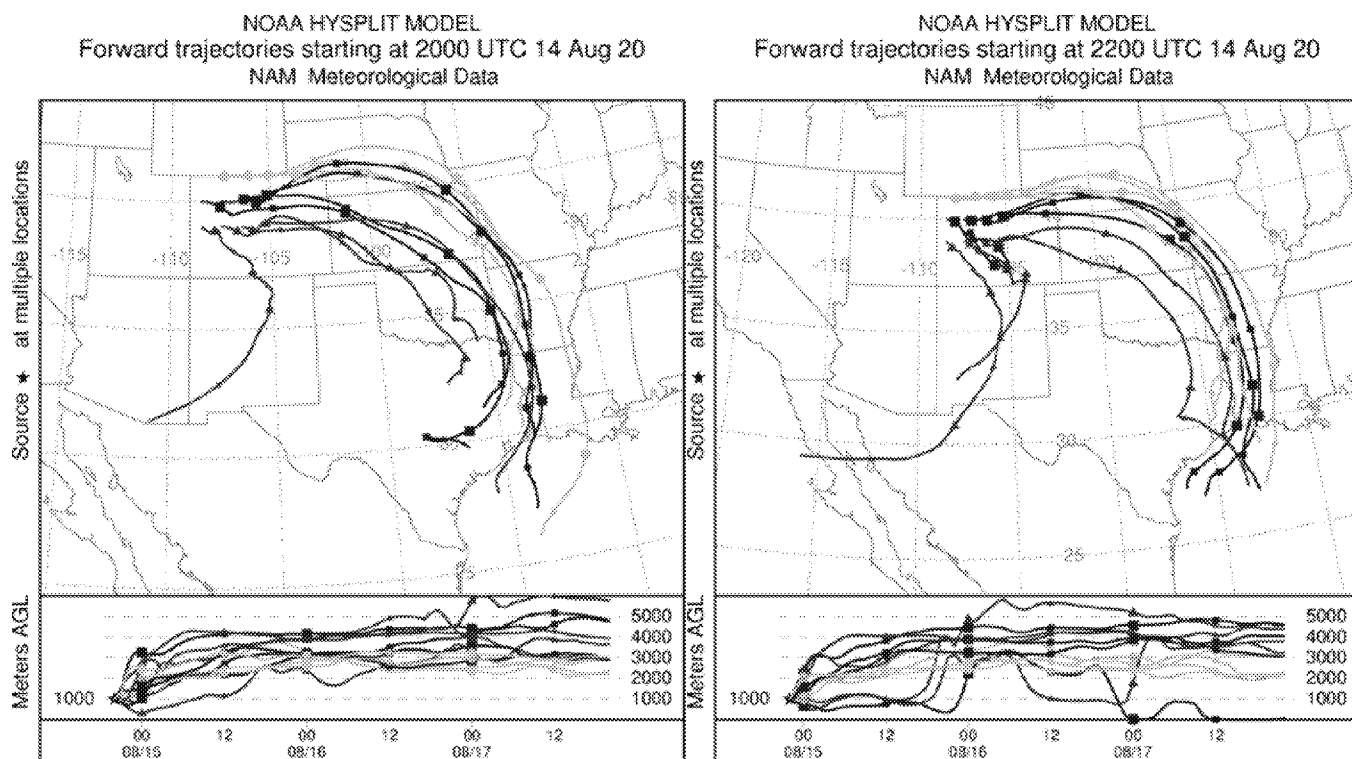 NOAA HYSPLIT MODEL
Forward trajectories starting at 2000 UTC 14 Aug 20
NAM Meteorological Data
Source ★ at multiple locations
-115
-110
-105
Meters AGL
1000
5000
4000
3000
2000
1000
00 12 00 12 00 12
08/15 08/16 08/17
NOAA HYSPLIT MODEL
Forward trajectories starting at 2200 UTC 14 Aug 20
NAM Meteorological Data
Source ★ at multiple locations
45
-120
-115
-110
35
30
25
Meters AGL
1000
5000
4000
3000
2000
1000
00 12 00 12 00 12
08/15 08/16 08/17